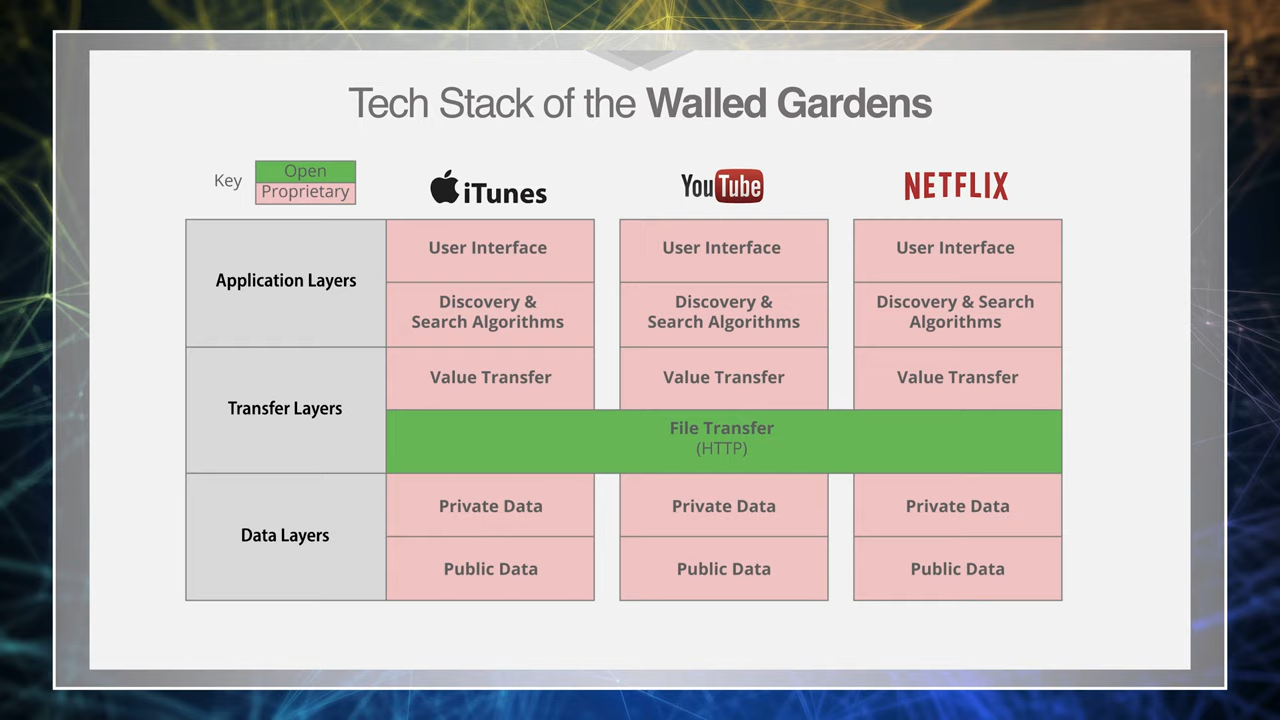 Tech Stack of the Walled Gardens
Key
Open
Proprietary
iTunes
YouTube
NETFLIX
Application Layers
User Interface
User Interface
User Interface
Discovery &
Search Algorithms
Discovery &
Search Algorithms
Discovery & Search
Algorithms
Transfer Layers
Value Transfer
Value Transfer
Value Transfer
File Transfer
(HTTP)
Data Layers
Private Data
Private Data
Private Data
Public Data
Public Data
Public Data